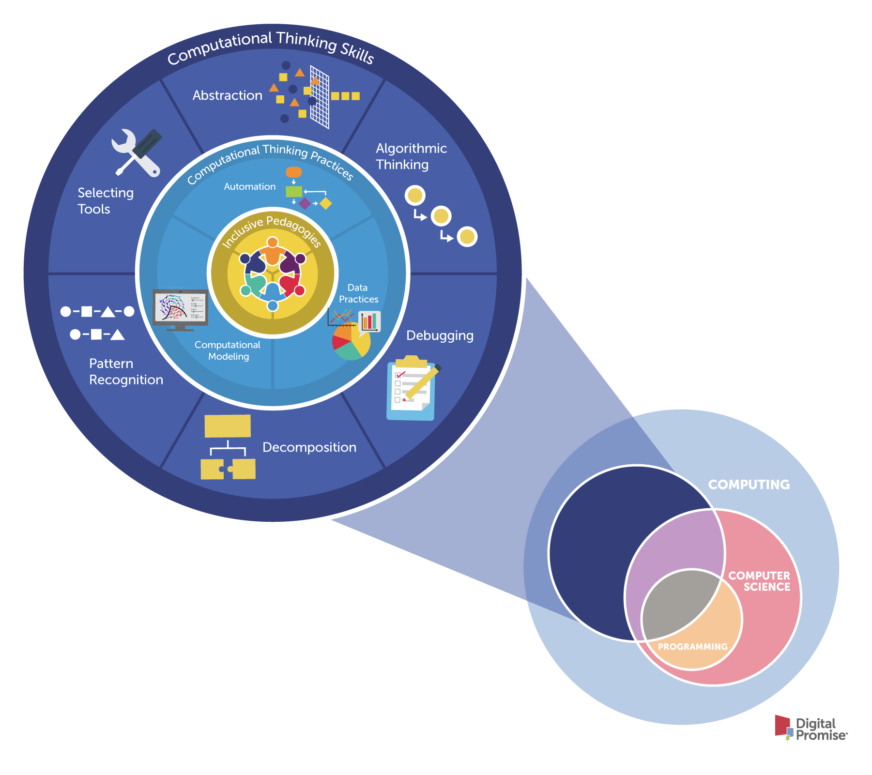 Computational Thinking Skills
Abstraction
Algorithmic
Thinking
Selecting
Tools
Computational Thinking Practices
Automation
Inclusive Pedagogies
Data
Practices
Computational
Modeling
Debugging
Pattern
Recognition
Decomposition
COMPUTING
COMPUTER
SCIENCE
PROGRAMMING
Digital
Promise